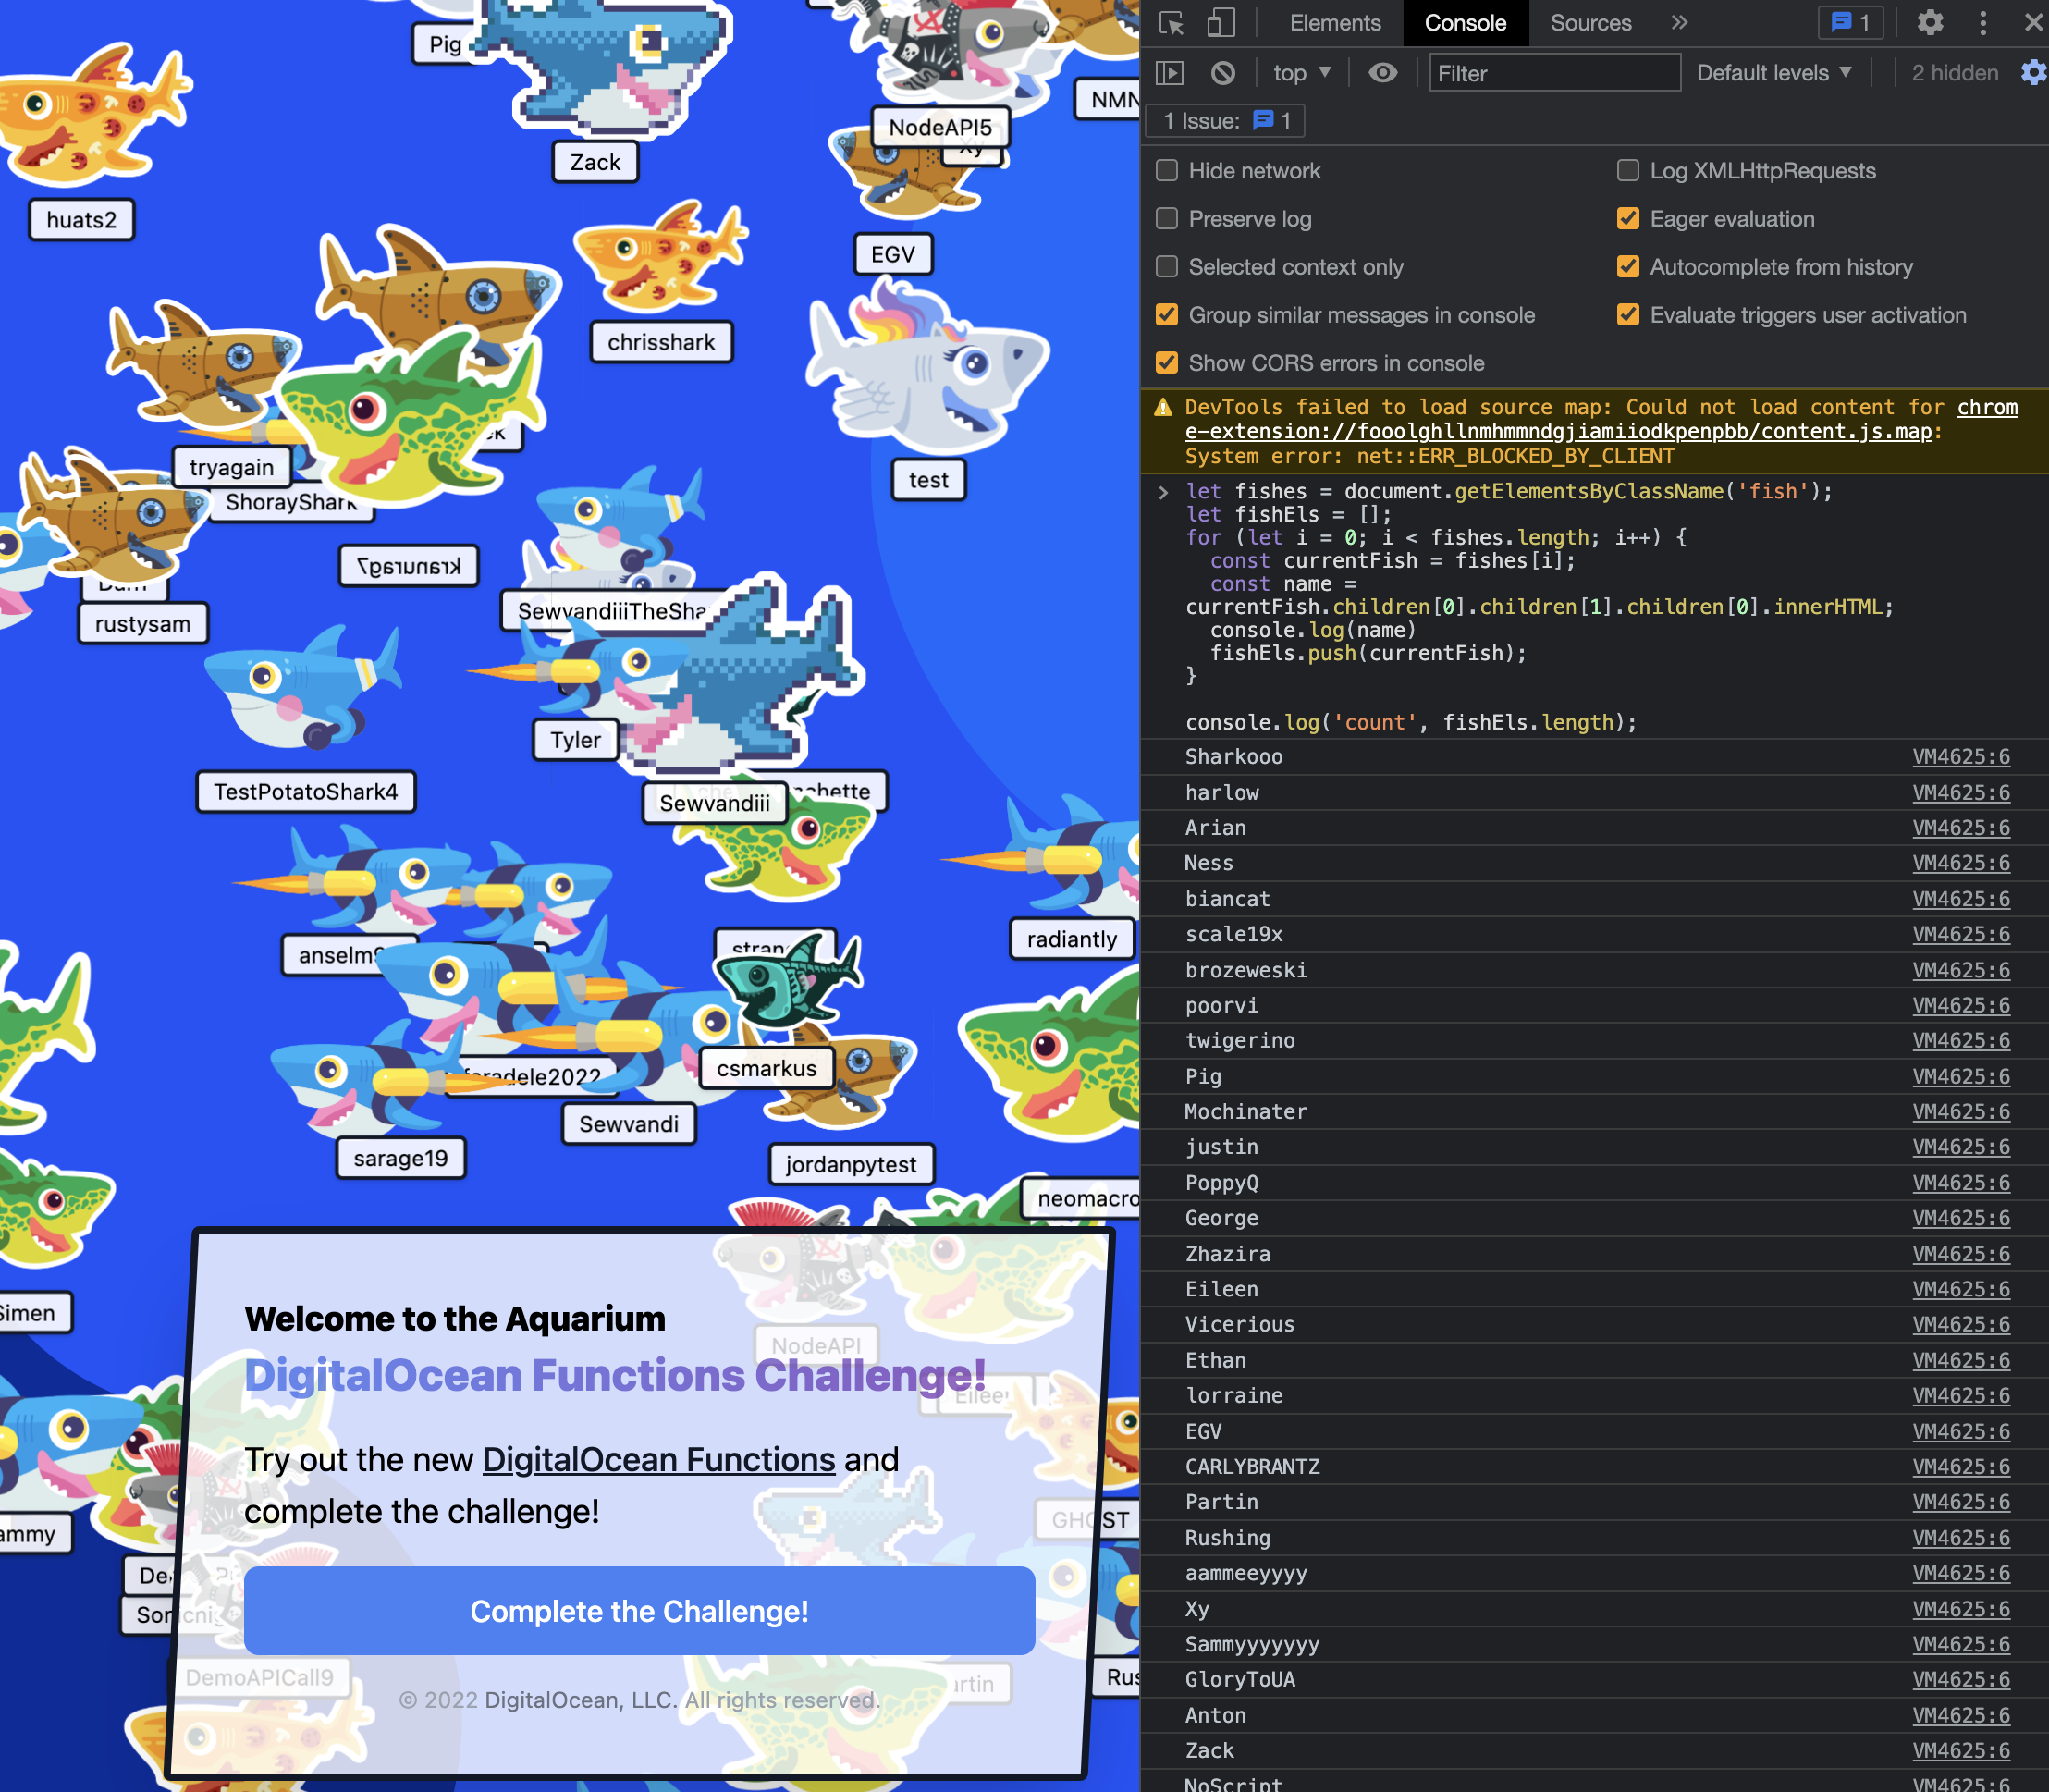 Pig
Zack
huats2
NodeAPI5
Xy
NMN
EGV
chrisshark
test
tryagain
ShorayShark
kranurag7
rustysam
SewvandiiiTheSha
Tyler
TestPotatoShark4
Sewvandiii
radiantly
sarage19
Sewvandi
csmarkus
jordanpytest
neomacro
Simen
NodeAPI
GHOST
ammy
DemoAPICall9
artin
Rus
Welcome to the Aquarium
DigitalOcean Functions Challenge!
Try out the new DigitalOcean Functions and
complete the challenge!
Complete the Challenge!
© 2022 DigitalOcean, LLC. All rights reserved.
Elements Console Sources » 1
top Filter Default levels 2 hidden
1 Issue: 1
Hide network Log XMLHttpRequests
Preserve log Eager evaluation
Selected context only Autocomplete from history
Group similar messages in console Evaluate triggers user activation
Show CORS errors in console
DevTools failed to load source map: Could not load content for chrom
e-extension://fooolghllnmhmmndgjiamiiodkpenpbb/content.js.map:
System error: net::ERR_BLOCKED_BY_CLIENT
> let fishes = document.getElementsByClassName('fish');
let fishEls = [];
for (let i = 0; i < fishes.length; i++) {
const currentFish = fishes[i];
const name =
currentFish.children[0].children[1].children[0].innerHTML;
console.log(name)
fishEls.push(currentFish);
}
console.log('count', fishEls.length);
Sharkooo VM4625:6
harlow VM4625:6
Arian VM4625:6
Ness VM4625:6
biancat VM4625:6
scale19x VM4625:6
brozeweski VM4625:6
poorvi VM4625:6
twigerino VM4625:6
Pig VM4625:6
Mochinater VM4625:6
justin VM4625:6
PoppyQ VM4625:6
George VM4625:6
Zhazira VM4625:6
Eileen VM4625:6
Vicerious VM4625:6
Ethan VM4625:6
lorraine VM4625:6
EGV VM4625:6
CARLYBRANTZ VM4625:6
Partin VM4625:6
Rushing VM4625:6
aammeeyyyy VM4625:6
Xy VM4625:6
Sammyyyyyyy VM4625:6
GloryToUA VM4625:6
Anton VM4625:6
Zack VM4625:6
NoScript VM4625:6